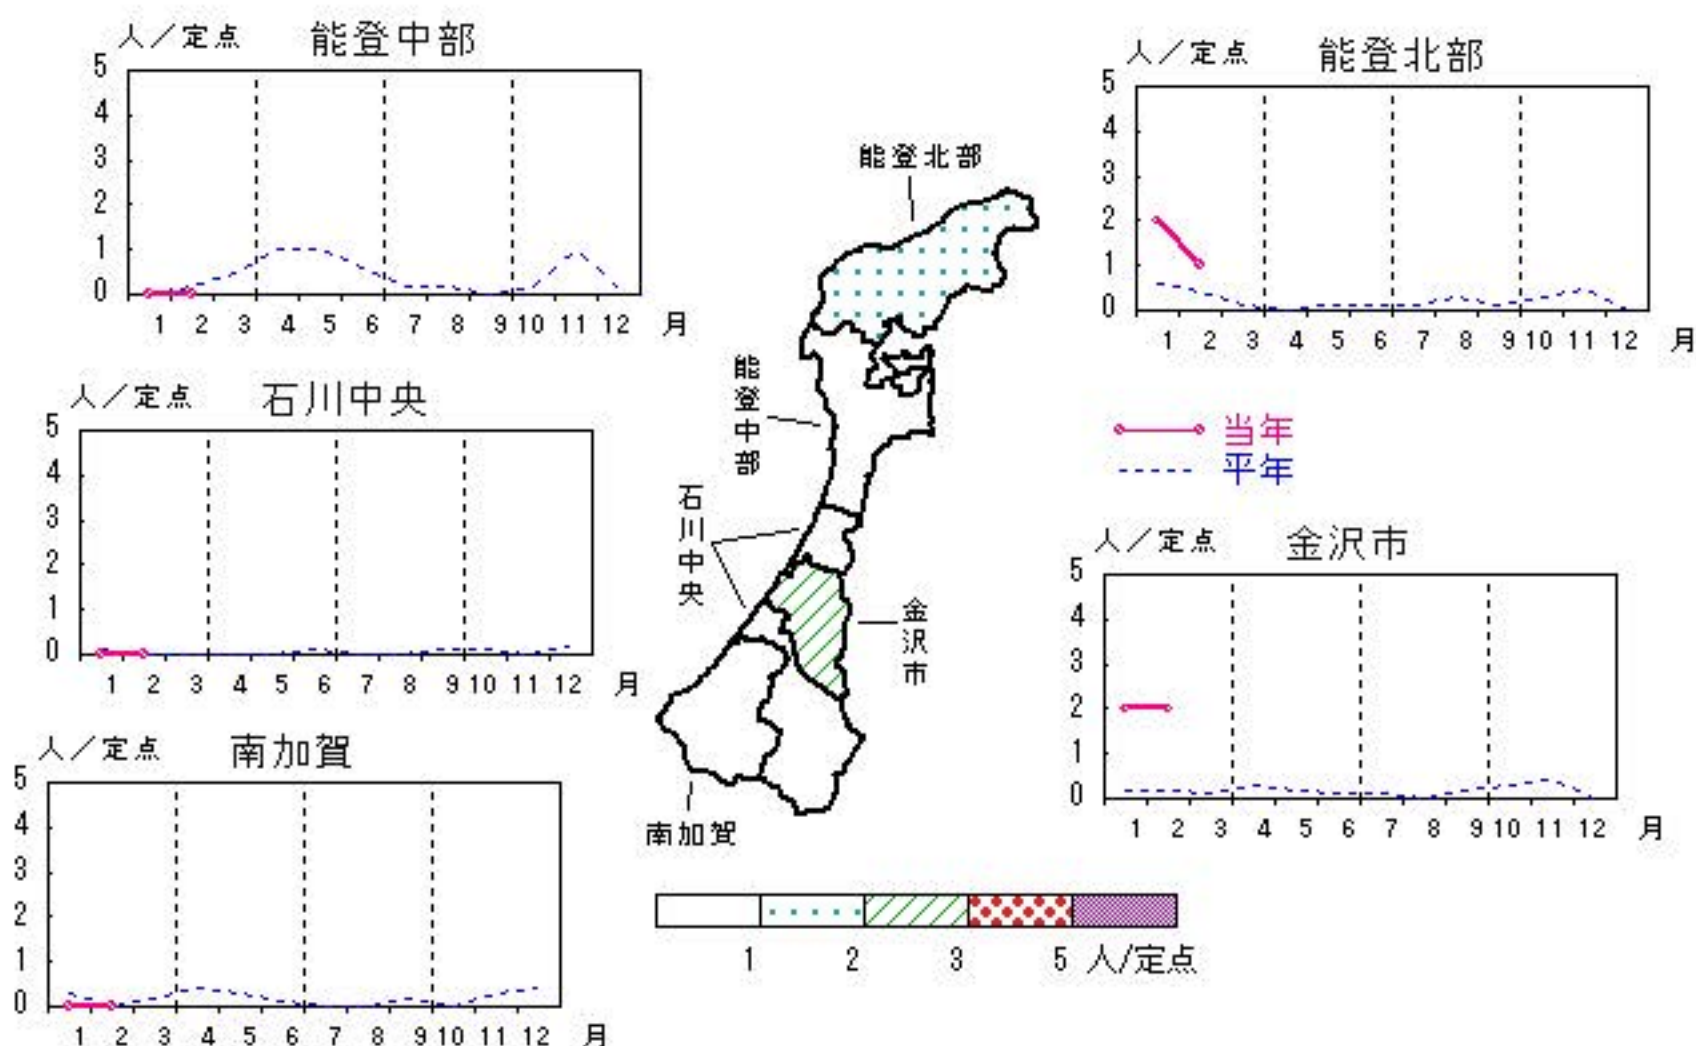 人/定点 能登中部
5
4
3
2
1
0
1 2 3 4 5 6 7 8 9 10 11 12 月
人/定点 能登北部
5
4
3
2
1
0
1 2 3 4 5 6 7 8 9 10 11 12 月
能登北部
能登中部
石川中央
金沢市
南加賀
人/定点 石川中央
5
4
3
2
1
0
1 2 3 4 5 6 7 8 9 10 11 12 月
当年
平年
人/定点 金沢市
5
4
3
2
1
0
1 2 3 4 5 6 7 8 9 10 11 12 月
人/定点 南加賀
5
4
3
2
1
0
1 2 3 4 5 6 7 8 9 10 11 12 月
1 2 3 5 人/定点